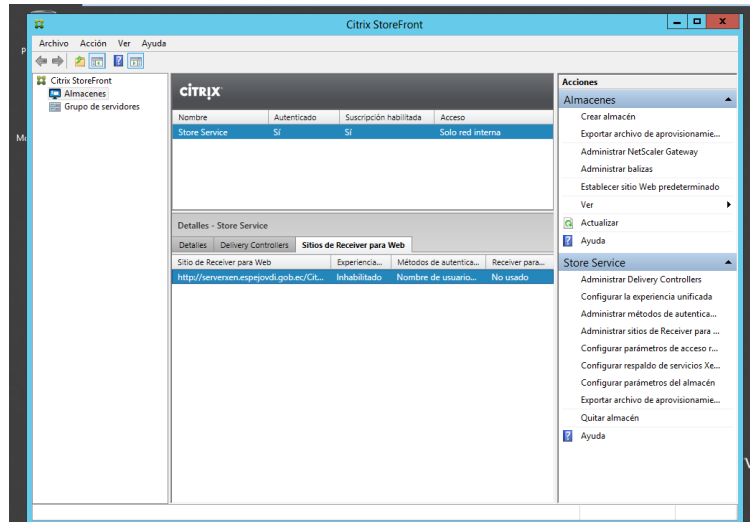 Citrix StoreFront
Archivo Acción Ver Ayuda
Citrix StoreFront
Almacenes
Grupo de servidores
CİTRIX
Nombre Autenticado Suscripción habilitada Acceso
Store Service Sí Sí Solo red interna
Detalles - Store Service
Detalles Delivery Controllers Sitios de Receiver para Web
Sitio de Receiver para Web Experiencia... Métodos de autentica... Receiver para...
http://serverxen.espejovdi.gob.ec/Cit... Inhabilitado Nombre de usuario... No usado
Acciones
Almacenes
Crear almacén
Exportar archivo de aprovisionamie...
Administrar NetScaler Gateway
Administrar balizas
Establecer sitio Web predeterminado
Ver
Actualizar
Ayuda
Store Service
Administrar Delivery Controllers
Configurar la experiencia unificada
Administrar métodos de autentica...
Administrar sitios de Receiver para ...
Configurar parámetros de acceso r...
Configurar respaldo de servicios Xe...
Configurar parámetros del almacén
Exportar archivo de aprovisionamie...
Quitar almacén
Ayuda